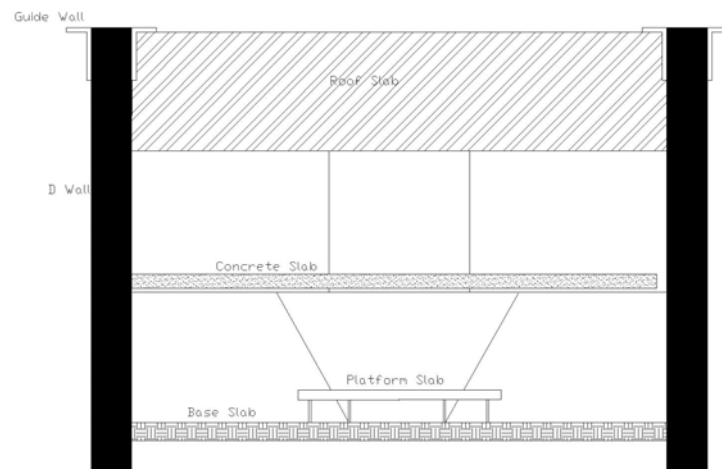 Guide Wall
Roof Slab
D Wall
Concrete Slab
Platform Slab
Base Slab